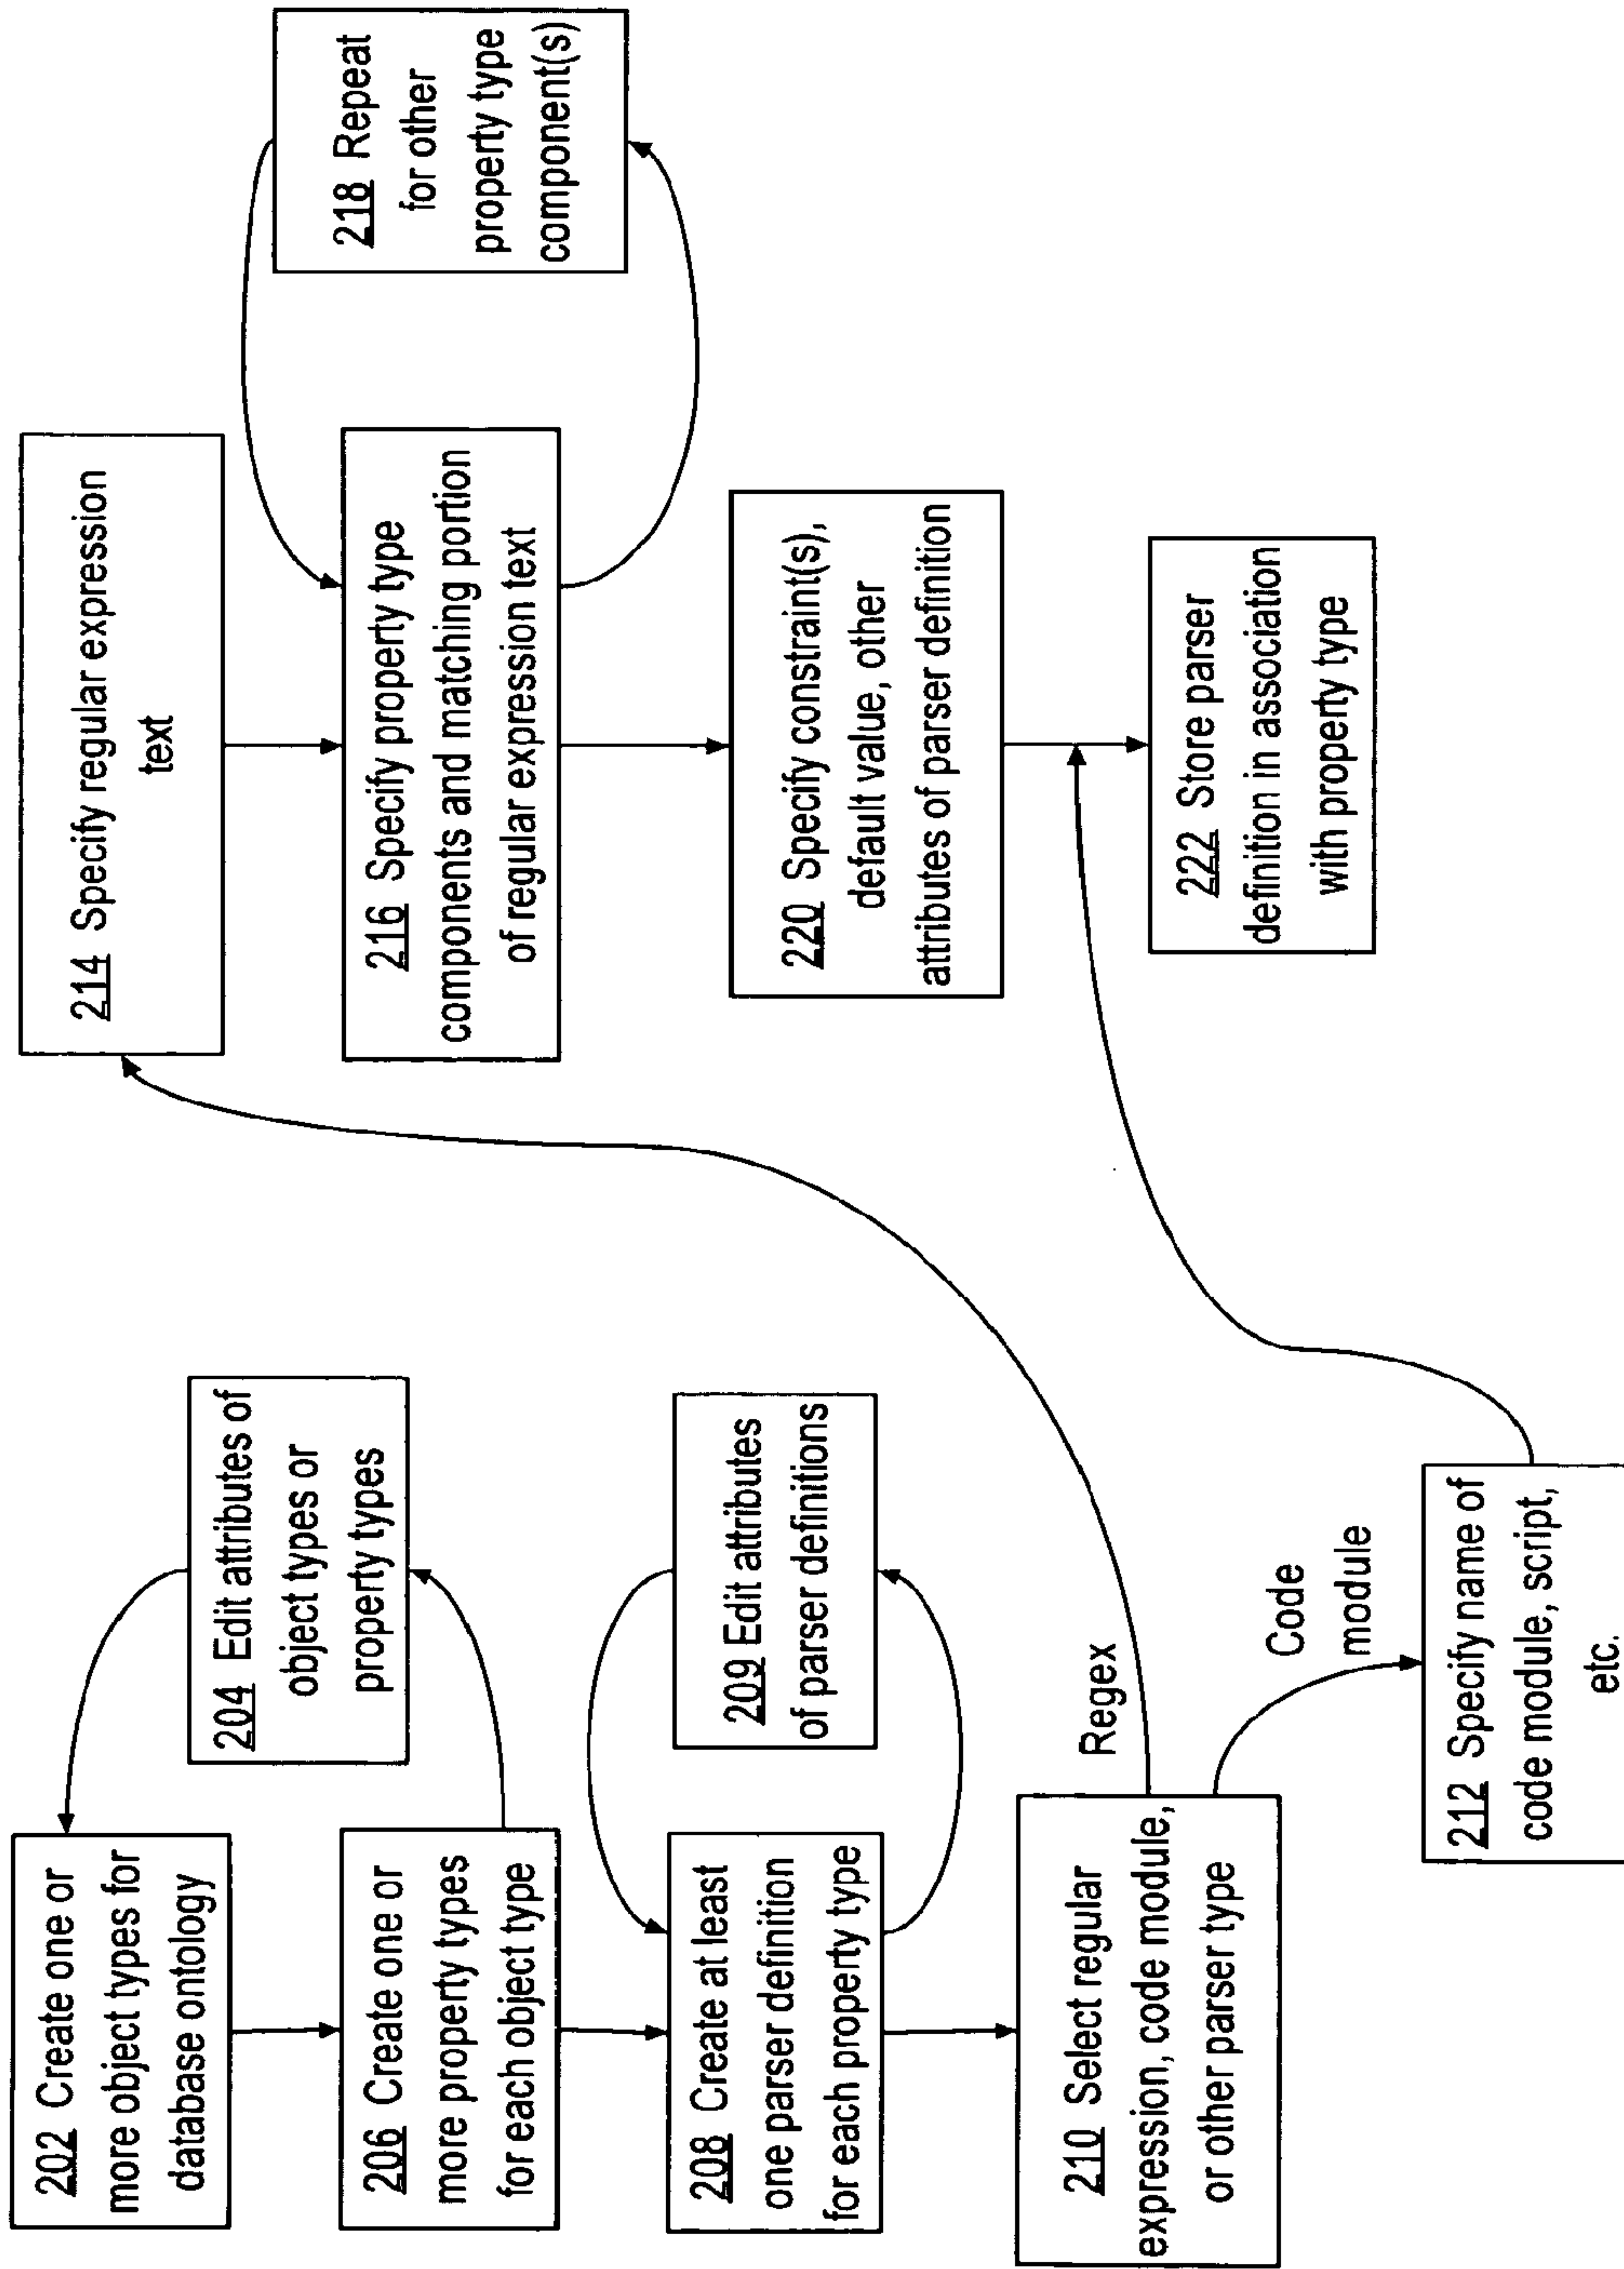 202 Create one or
more object types for
database ontology
204 Edit attributes of
object types or
property types
206 Create one or
more property types
for each object type
208 Create at least
one parser definition
for each property type
209 Edit attributes
of parser definitions
210 Select regular
expression, code module,
or other parser type
Regex
Code
module
212 Specify name of
code module, script,
etc.
214 Specify regular expression
text
216 Specify property type
components and matching portion
of regular expression text
218 Repeat
for other
property type
component(s)
220 Specify constraint(s),
default value, other
attributes of parser definition
222 Store parser
definition in association
with property type